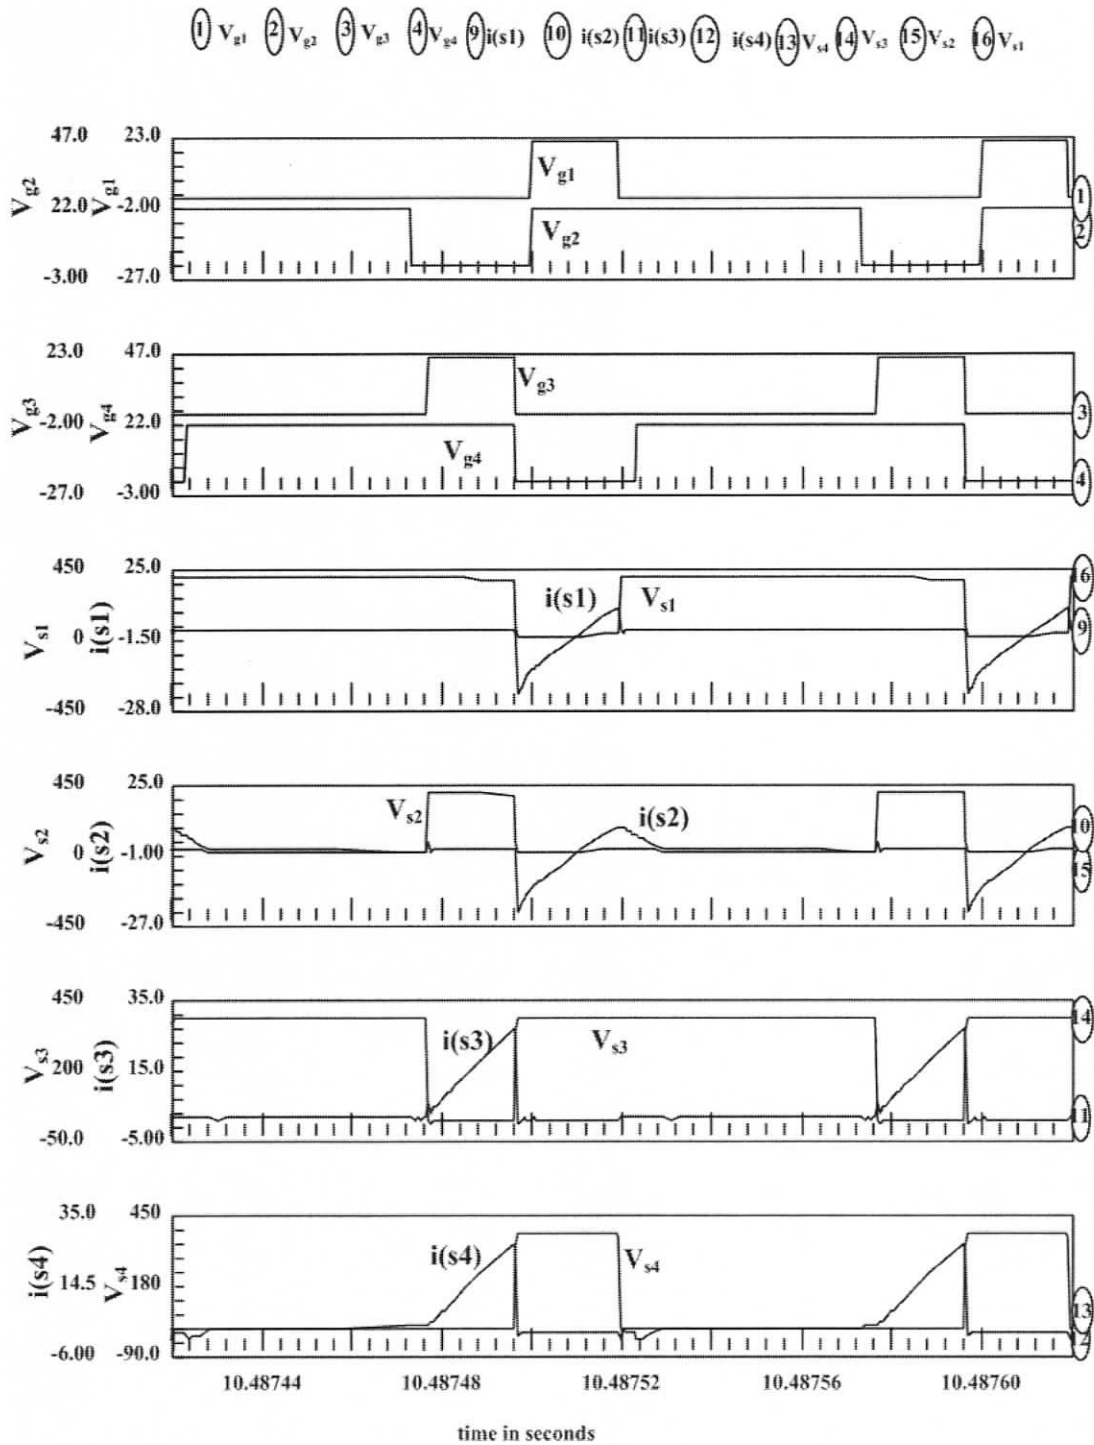 1 Vg1 2 Vg2 3 Vg3 4 Vg4 9 i(s1) 10 i(s2) 11 i(s3) 12 i(s4) 13 Vs4 14 Vs3 15 Vs2 16 Vs1
47.0 23.0
Vg2 Vg1
22.0 -2.00
-3.00 -27.0
Vg1
Vg2
1
2
23.0 47.0
Vg3 Vg4
-2.00 22.0
-27.0 -3.00
Vg3
Vg4
3
4
450 25.0
Vs1 i(s1)
0 -1.50
-450 -28.0
i(s1) Vs1
16
9
450 25.0
Vs2 i(s2)
0 -1.00
-450 -27.0
Vs2 i(s2)
10
15
450 35.0
Vs3 i(s3)
200 15.0
-50.0 -5.00
i(s3) Vs3
14
11
35.0 450
i(s4) Vs4
14.5 180
-6.00 -90.0
i(s4) Vs4
13
10.48744 10.48748 10.48752 10.48756 10.48760
time in seconds